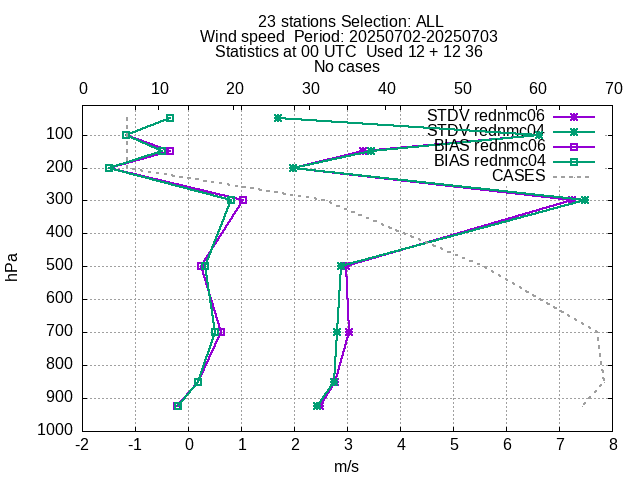 23 stations Selection: ALL
Wind speed  Period: 20250702-20250703
Statistics at 00 UTC  Used 12 + 12 36
No cases
0 10 20 30 40 50 60 70
STDV rednmc06
STDV rednmc04
BIAS rednmc06
BIAS rednmc04
CASES
100
200
300
400
500
600
700
800
900
1000
hPa
-2 -1 0 1 2 3 4 5 6 7 8
m/s